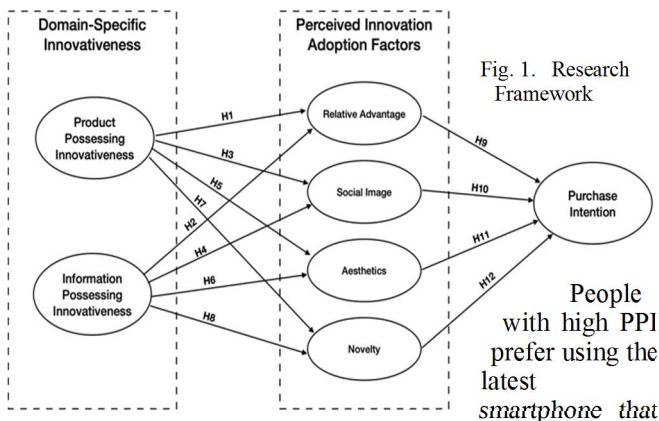 Domain-Specific
Innovativeness
Perceived Innovation
Adoption Factors
Fig. 1. Research
Framework
Product
Possessing
Innovativeness
Information
Possessing
Innovativeness
H1
H3
H5
H7
H2
H4
H6
H8
Relative Advantage
Social Image
Aesthetics
Novelty
H9
H10
H11
H12
Purchase
Intention
People
with high PPI
prefer using the
latest
smartphone that